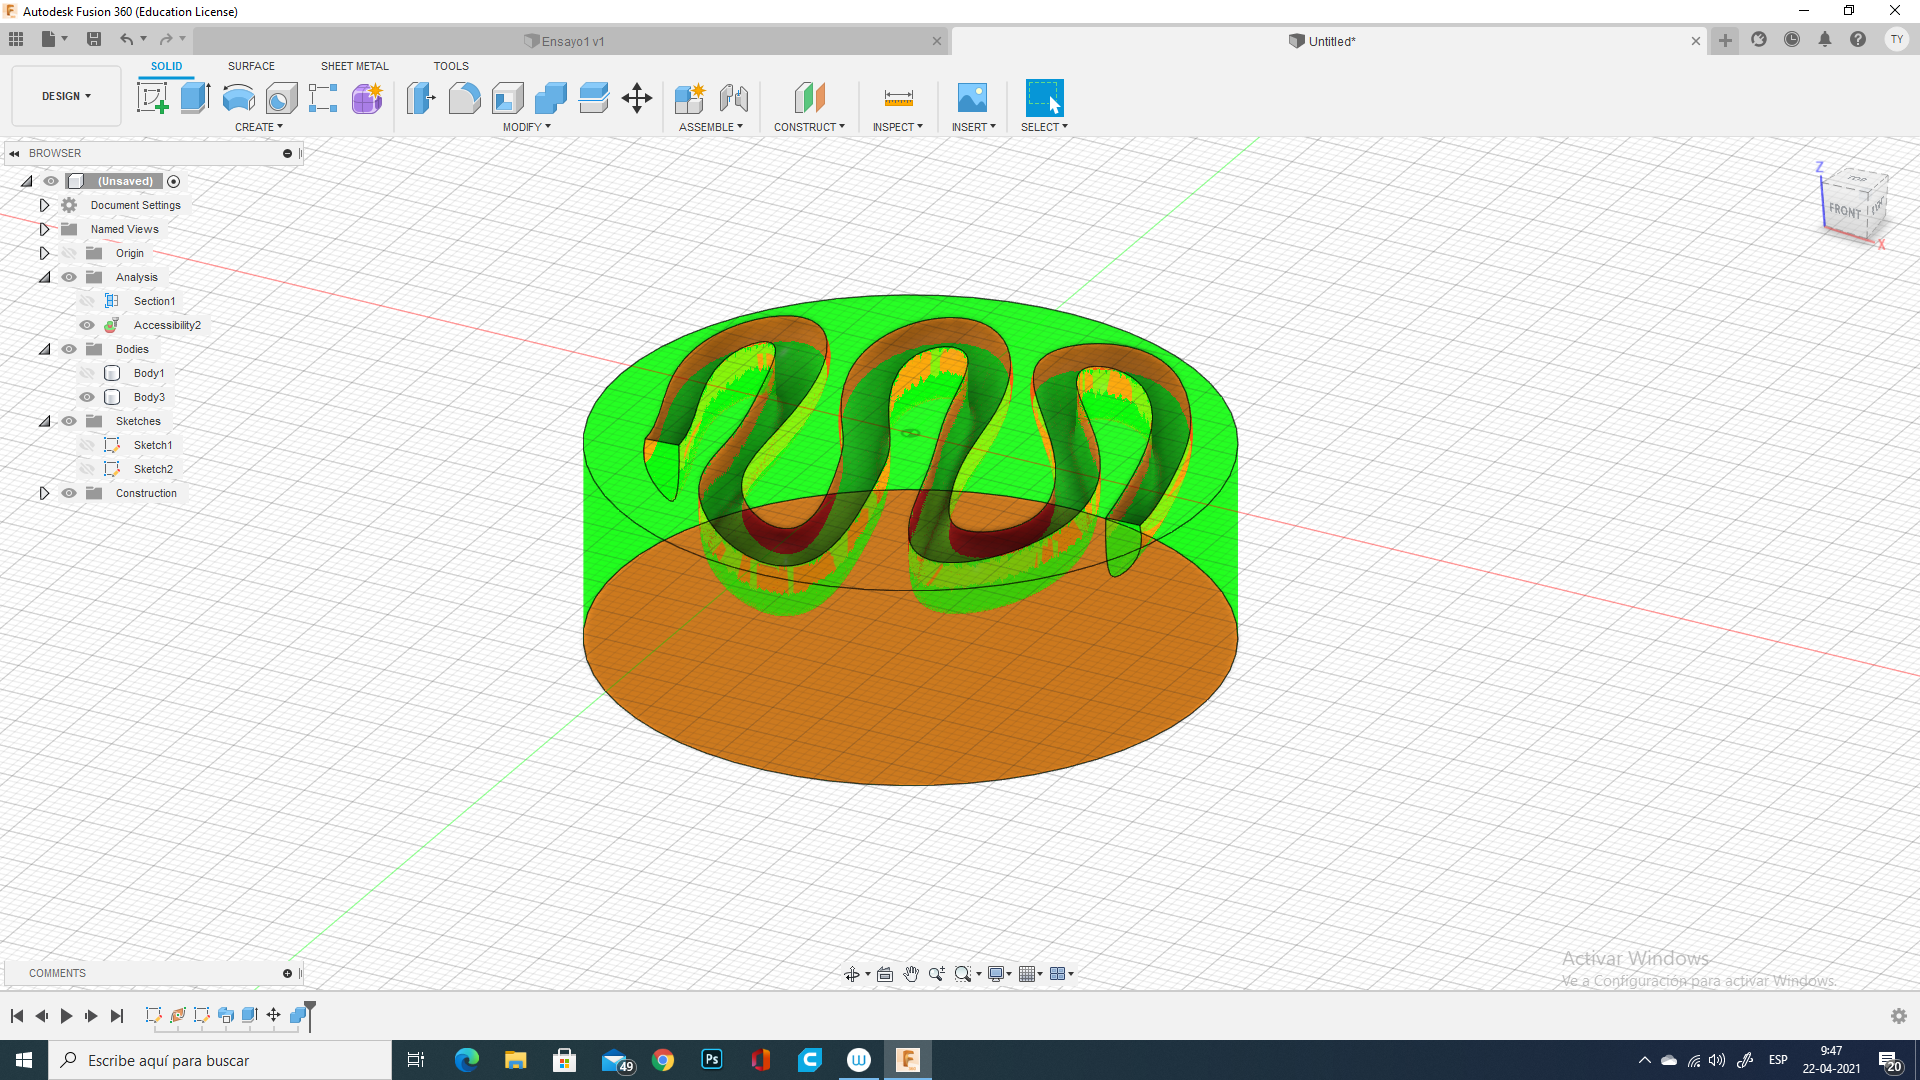 Autodesk Fusion 360 (Education License)
Ensayo1 v1
Untitled*
TY
DESIGN
SOLID
SURFACE
SHEET METAL
TOOLS
CREATE
MODIFY
ASSEMBLE
CONSTRUCT
INSPECT
INSERT
SELECT
BROWSER
(Unsaved)
Document Settings
Named Views
Origin
Analysis
Section1
Accessibility2
Bodies
Body1
Body3
Sketches
Sketch1
Sketch2
Construction
Z
TOP
FRONT
X
COMMENTS
Activar Windows
Ve a Configuración para activar Windows.
Escribe aquí para buscar
49
Ps
ESP
9:47
22-04-2021
20